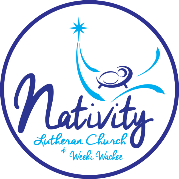 Nativity
Lutheran Church
of Weeki Wachee